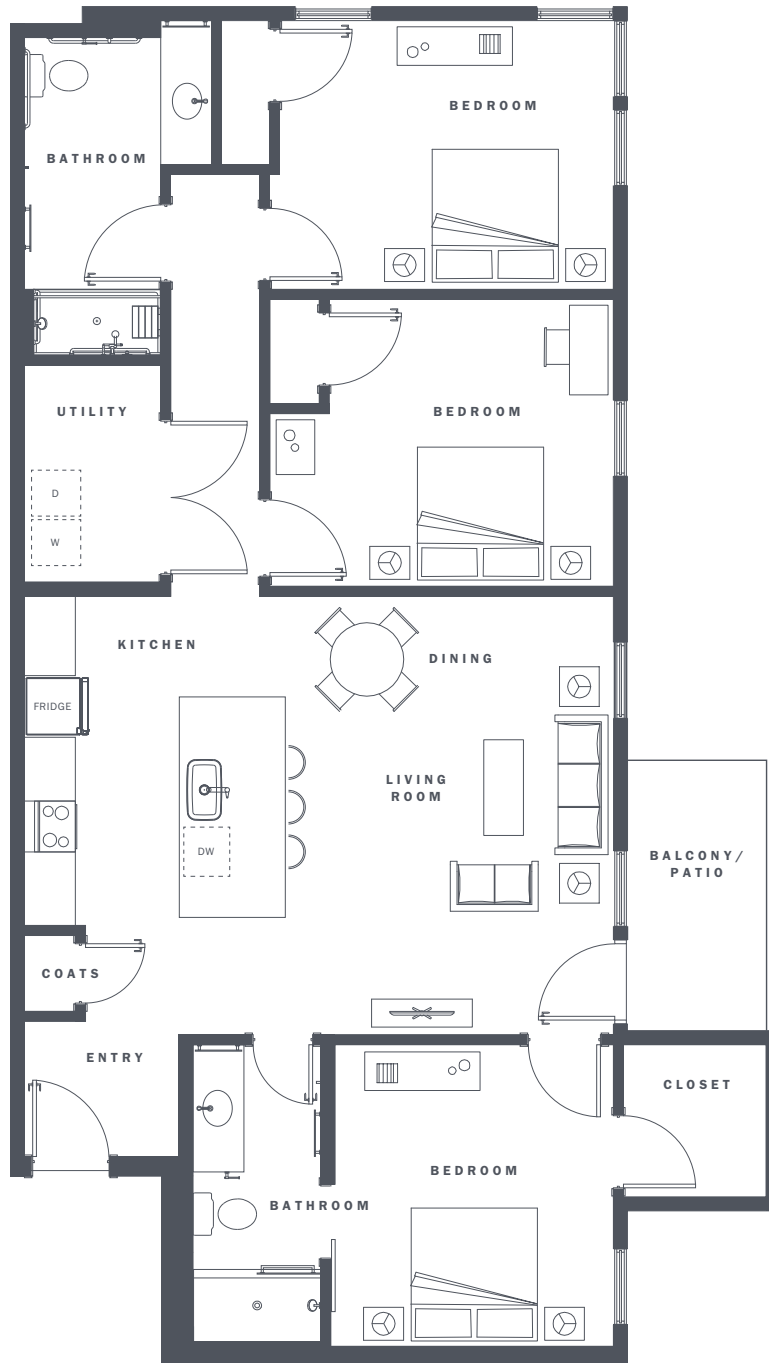 BEDROOM
BATHROOM
UTILITY
BEDROOM
D
W
KITCHEN
DINING
FRIDGE
LIVING
ROOM
DW
BALCONY/
PATIO
COATS
ENTRY
CLOSET
BEDROOM
BATHROOM